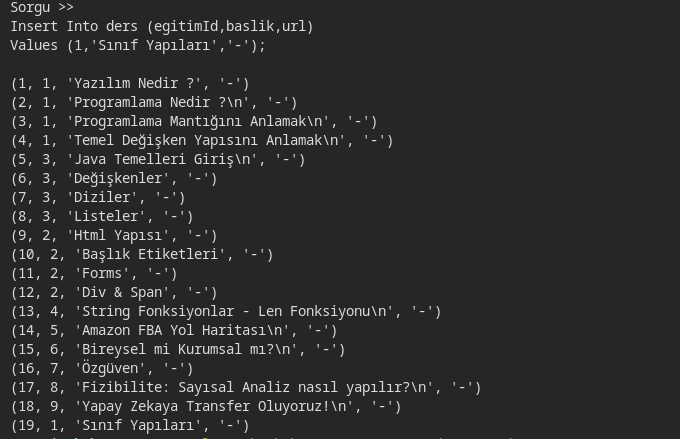 Sorgu >>
Insert Into ders (egitimId,baslik,url)
Values (1,'Sınıf Yapıları','-');
(1, 1, 'Yazılım Nedir ?', '-')
(2, 1, 'Programlama Nedir ?\n', '-')
(3, 1, 'Programlama Mantığını Anlamak\n', '-')
(4, 1, 'Temel Değişken Yapısını Anlamak\n', '-')
(5, 3, 'Java Temelleri Giriş\n', '-')
(6, 3, 'Değişkenler', '-')
(7, 3, 'Diziler', '-')
(8, 3, 'Listeler', '-')
(9, 2, 'Html Yapısı', '-')
(10, 2, 'Başlık Etiketleri', '-')
(11, 2, 'Forms', '-')
(12, 2, 'Div & Span', '-')
(13, 4, 'String Fonksiyonlar - Len Fonksiyonu\n', '-')
(14, 5, 'Amazon FBA Yol Haritası\n', '-')
(15, 6, 'Bireysel mi Kurumsal mı?\n', '-')
(16, 7, 'Özgüven', '-')
(17, 8, 'Fizibilite: Sayısal Analiz nasıl yapılır?\n', '-')
(18, 9, 'Yapay Zekaya Transfer Oluyoruz!\n', '-')
(19, 1, 'Sınıf Yapıları', '-')